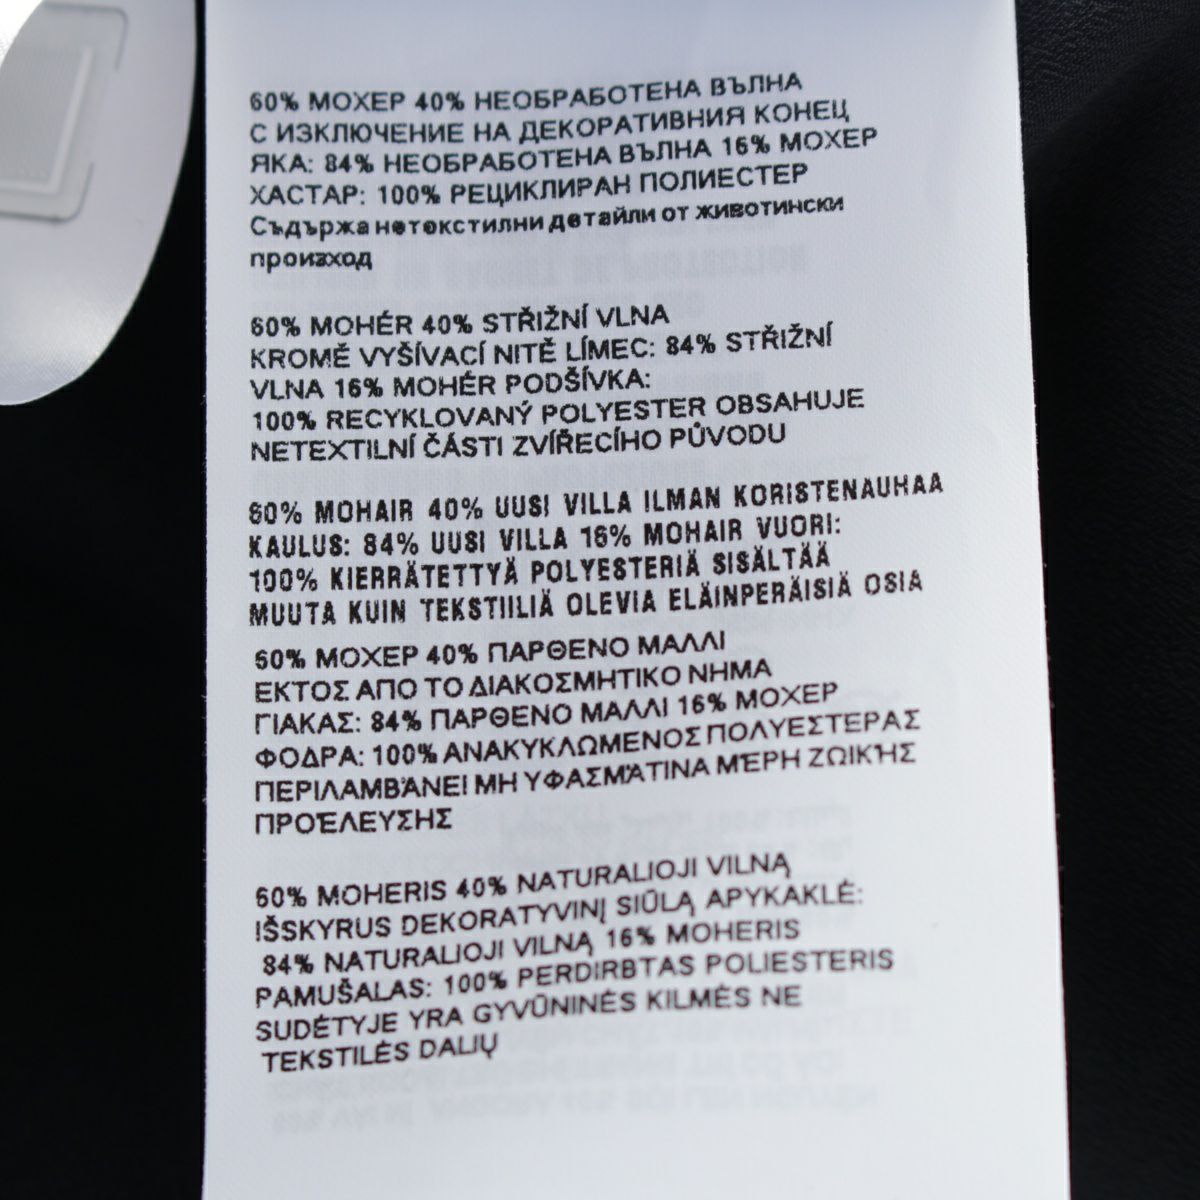 60% МОХЕР 40% НЕОБРАБОТЕНА ВЪЛНА
С ИЗКЛЮЧЕНИЕ НА ДЕКОРАТИВНИЯ КОНЕЦ
ЯКА: 84% НЕОБРАБОТЕНА ВЪЛНА 16% МОХЕР
ХАСТАР: 100% РЕЦИКЛИРАН ПОЛИЕСТЕР
Съдържа нетекстилни детайли от животински
произход
60% MOHÉR 40% STŘIŽNÍ VLNA
KROMĚ VYŠÍVACÍ NITĚ LÍMEC: 84% STŘIŽNÍ
VLNA 16% MOHÉR PODŠÍVKA:
100% RECYKLOVANÝ POLYESTER OBSAHUJE
NETEXTILNÍ ČÁSTI ZVÍŘECÍHO PŮVODU
60% MOHAIR 40% UUSI VILLA ILMAN KORISTENAUHAA
KAULUS: 84% UUSI VILLA 16% MOHAIR VUORI:
100% KIERRÄTETTYÄ POLYESTERIÄ SISÄLTÄÄ
MUUTA KUIN TEKSTIILIÄ OLEVIA ELÄINPERÄISIÄ OSIA
60% ΜΟΧΕΡ 40% ΠΑΡΘΕΝΟ ΜΑΛΛΙ
ΕΚΤΟΣ ΑΠΟ ΤΟ ΔΙΑΚΟΣΜΗΤΙΚΟ ΝΗΜΑ
ΓΙΑΚΑΣ: 84% ΠΑΡΘΕΝΟ ΜΑΛΛΙ 16% ΜΟΧΕΡ
ΦΟΔΡΑ: 100% ΑΝΑΚΥΚΛΩΜΕΝΟΣ ΠΟΛΥΕΣΤΕΡΑΣ
ΠΕΡΙΛΑΜΒΆΝΕΙ ΜΗ ΥΦΑΣΜΆΤΙΝΑ ΜΈΡΗ ΖΩΙΚΉΣ
ΠΡΟΈΛΕΥΣΗΣ
60% MOHERIS 40% NATURALIOJI VILNĄ
IŠSKYRUS DEKORATYVINĮ SIŪLĄ APYKAKLĖ:
84% NATURALIOJI VILNĄ 16% MOHERIS
PAMUŠALAS: 100% PERDIRBTAS POLIESTERIS
SUDĖTYJE YRA GYVŪNINĖS KILMĖS NE
TEKSTILĖS DALIŲ